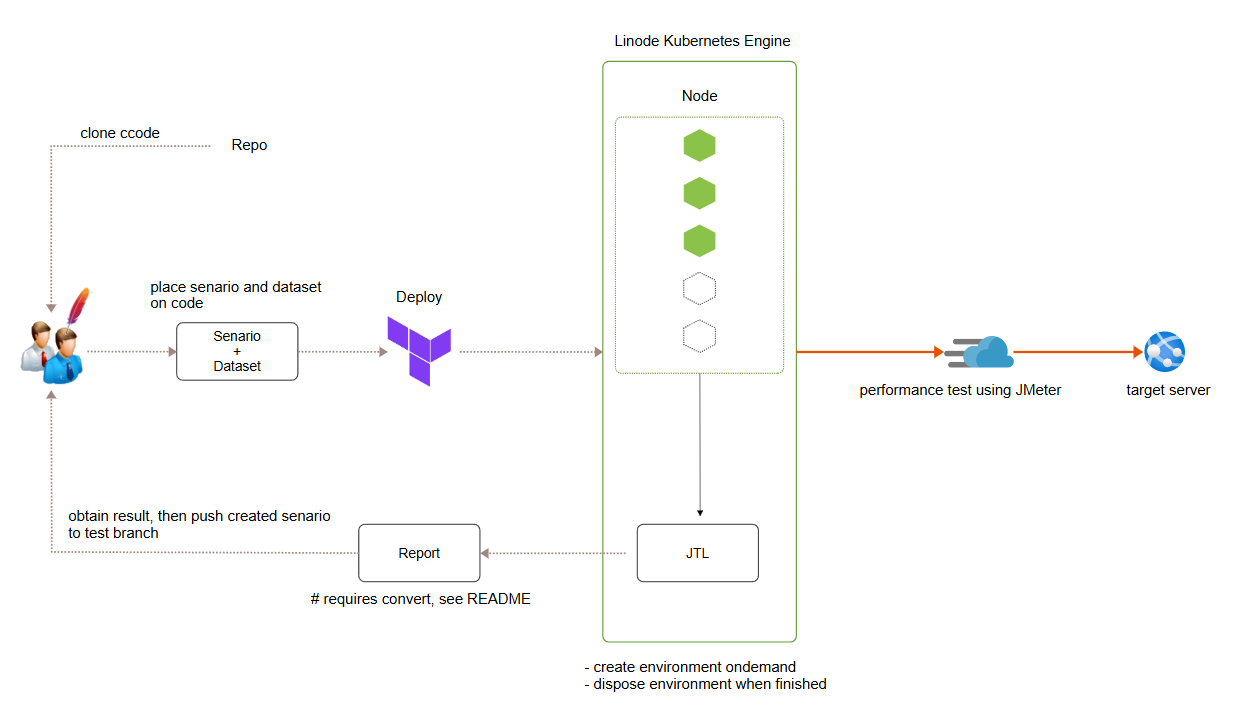 Linode Kubernetes Engine
Node
clone ccode
Repo
place senario and dataset
on code
Deploy
Senario
+
Dataset
performance test using JMeter
target server
obtain result, then push created senario
to test branch
Report
JTL
# requires convert, see README
- create environment ondemand
- dispose environment when finished